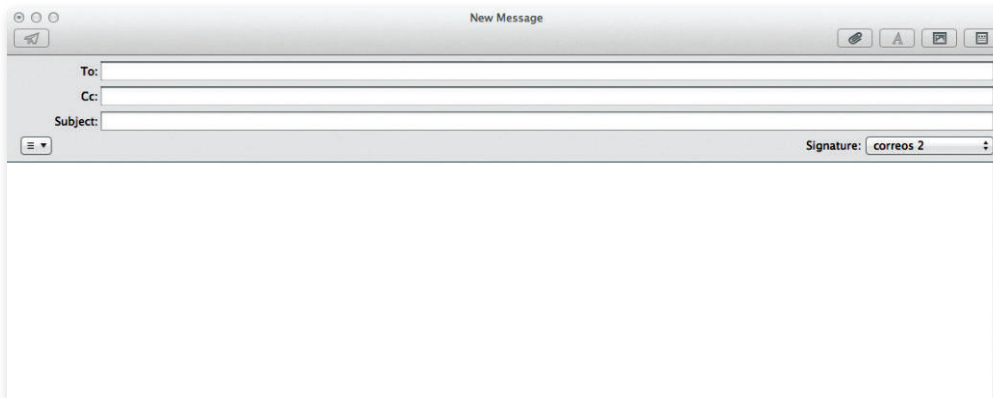 New Message
A
To:
Cc:
Subject:
Signature: correos 2